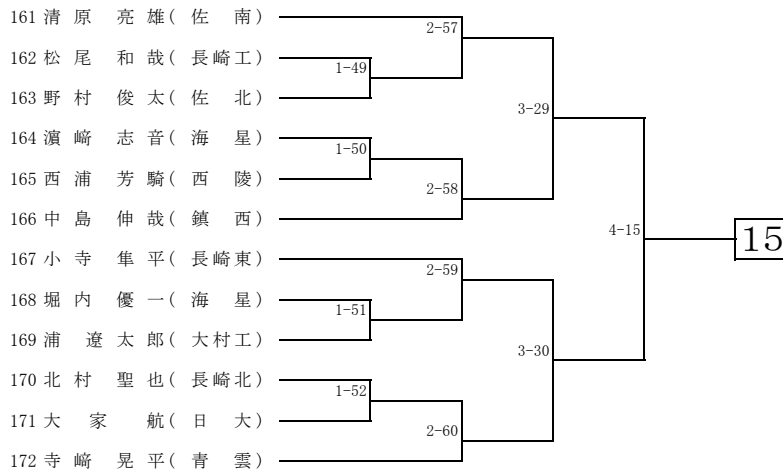 161 清原 亮雄(佐 南)
2-57
162 松尾 和哉(長崎工)
1-49
163 野村 俊太(佐 北)
3-29
164 濵﨑 志音(海 星)
1-50
165 西浦 芳騎(西 陵)
2-58
166 中島 伸哉(鎮 西)
4-15
15
167 小寺 隼平(長崎東)
2-59
168 堀内 優一(海 星)
1-51
169 浦 遼太郎(大村工)
3-30
170 北村 聖也(長崎北)
1-52
171 大家 航(日 大)
2-60
172 寺﨑 晃平(青 雲)